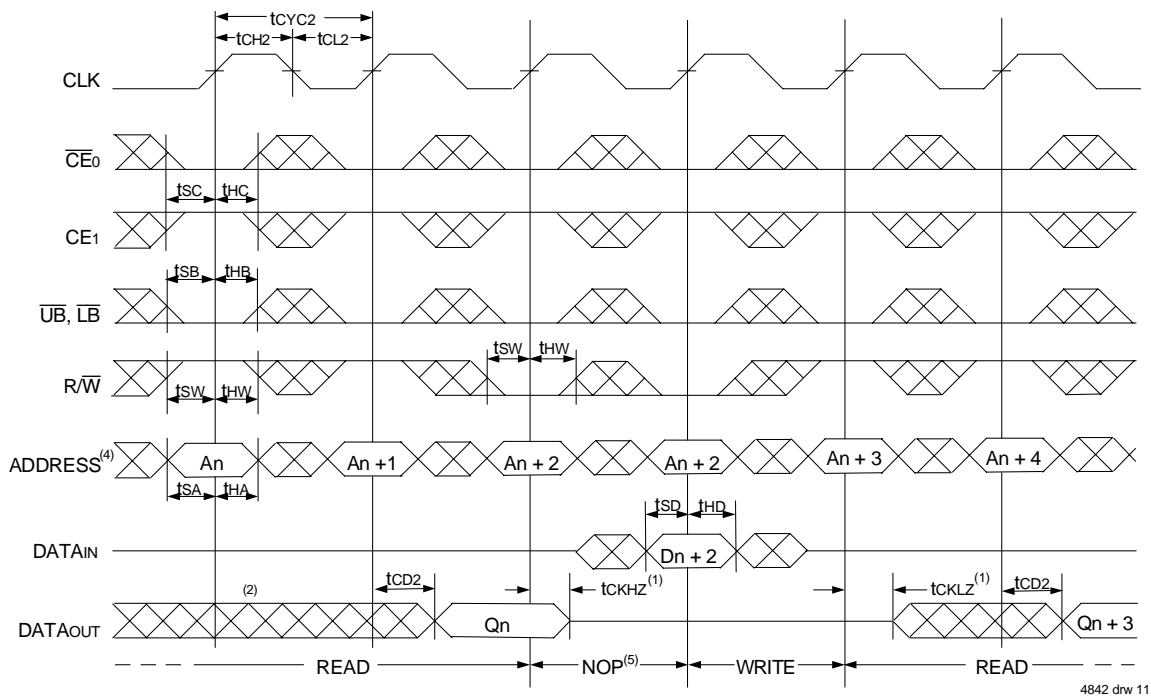 tCYC2
tCH2 tCL2
CLK
CE0
tSC tHC
CE1
tSB tHB
UB, LB
tSW tHW
R/W
tSW tHW
ADDRESS(4) An An +1 An + 2 An + 2 An + 3 An + 4
tSA tHA
tSD tHD
DATAIN Dn + 2
tCD2 tCKHZ(1) tCKLZ(1) tCD2
(2)
DATAOUT Qn Qn + 3
READ NOP(5) WRITE READ
4842 drw 11